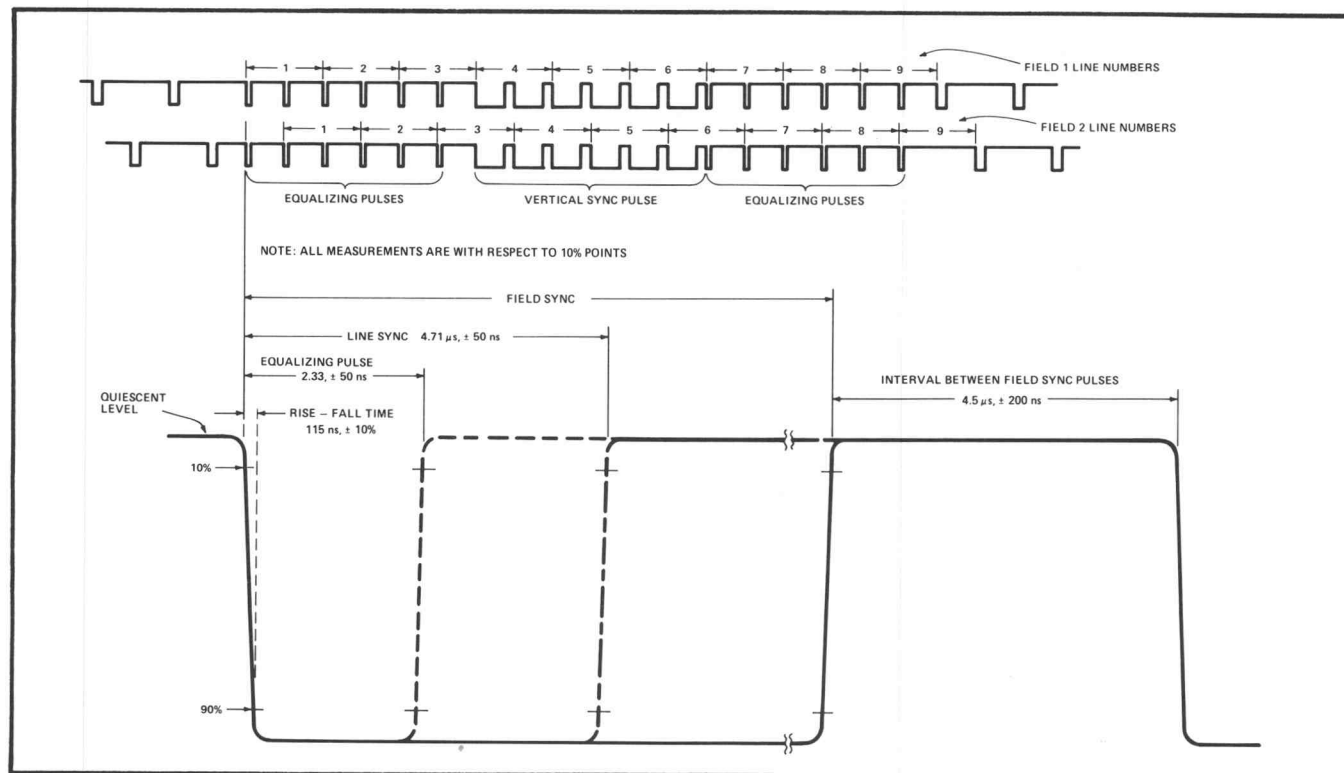 1 2 3 4 5 6 7 8 9
FIELD 1 LINE NUMBERS
1 2 3 4 5 6 7 8 9
FIELD 2 LINE NUMBERS
EQUALIZING PULSES
VERTICAL SYNC PULSE
EQUALIZING PULSES
NOTE: ALL MEASUREMENTS ARE WITH RESPECT TO 10% POINTS
FIELD SYNC
LINE SYNC 4.71 µs, ± 50 ns
EQUALIZING PULSE
2.33, ± 50 ns
INTERVAL BETWEEN FIELD SYNC PULSES
4.5 µs, ± 200 ns
QUIESCENT
LEVEL
RISE – FALL TIME
115 ns, ± 10%
10%
90%